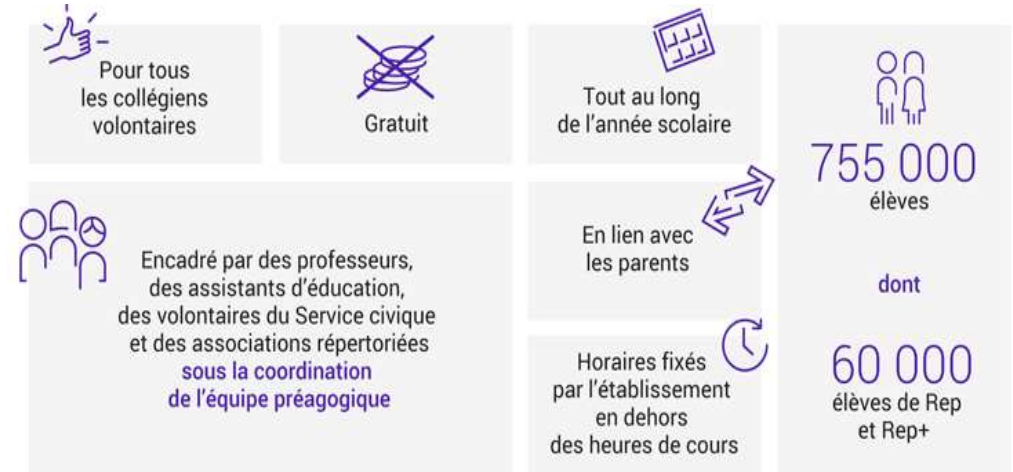 Pour tous
les collégiens
volontaires
Gratuit
Tout au long
de l'année scolaire
755 000
élèves
dont
60 000
élèves de Rep
et Rep+
Encadré par des professeurs,
des assistants d'éducation,
des volontaires du Service civique
et des associations répertoriées
sous la coordination
de l'équipe préagogique
En lien avec
les parents
Horaires fixés
par l'établissement
en dehors
des heures de cours